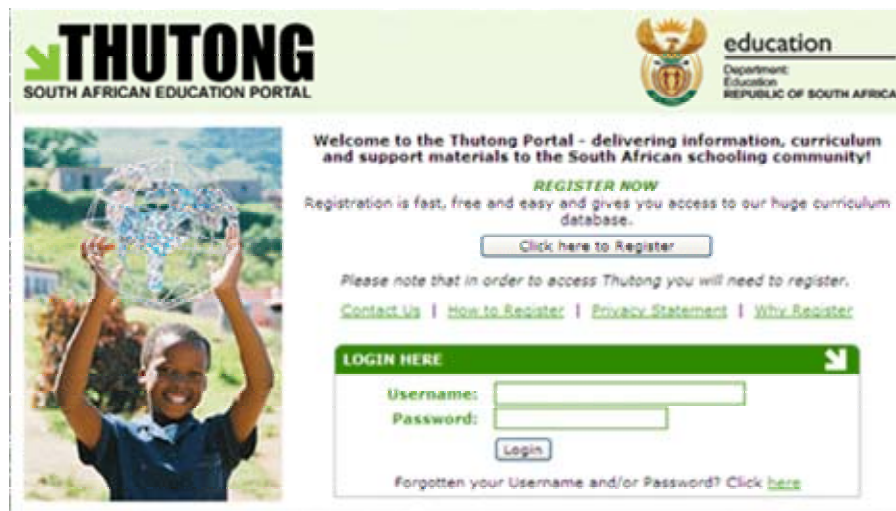 THUTONG
SOUTH AFRICAN EDUCATION PORTAL
education
Department:
Education
REPUBLIC OF SOUTH AFRICA
Welcome to the Thutong Portal - delivering information, curriculum
and support materials to the South African schooling community!
REGISTER NOW
Registration is fast, free and easy and gives you access to our huge curriculum
database.
Click here to Register
Please note that in order to access Thutong you will need to register.
Contact Us | How to Register | Privacy Statement | Why Register
LOGIN HERE
Username:
Password:
Login
Forgotten your Username and/or Password? Click here